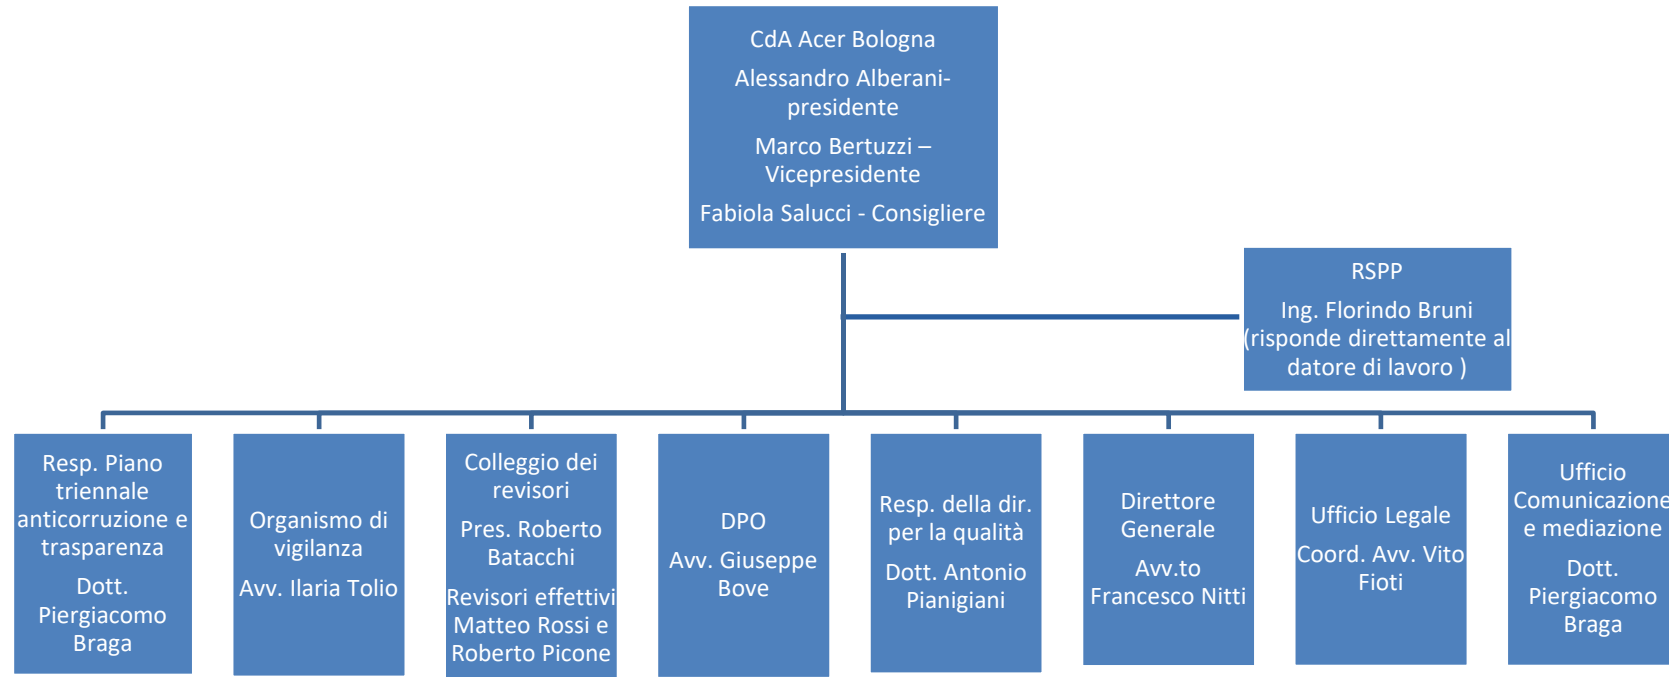 CdA Acer Bologna
Alessandro Alberani-
presidente
Marco Bertuzzi –
Vicepresidente
Fabiola Salucci - Consigliere
RSPP
Ing. Florindo Bruni
(risponde direttamente al
datore di lavoro )
Resp. Piano
triennale
anticorruzione e
trasparenza
Dott.
Piergiacomo
Braga
Organismo di
vigilanza
Avv. Ilaria Tolio
Colleggio dei
revisori
Pres. Roberto
Batacchi
Revisori effettivi
Matteo Rossi e
Roberto Picone
DPO
Avv. Giuseppe
Bove
Resp. della dir.
per la qualità
Dott. Antonio
Pianigiani
Direttore
Generale
Avv.to
Francesco Nitti
Ufficio Legale
Coord. Avv. Vito
Fioti
Ufficio
Comunicazione
e mediazione
Dott.
Piergiacomo
Braga